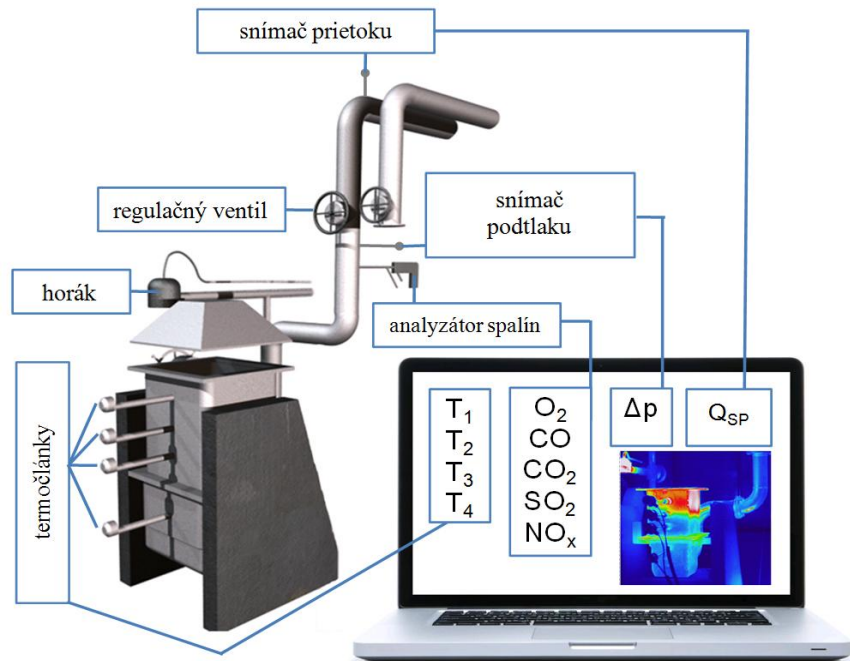 snímač prietoku
regulačný ventil
snímač
podtlaku
horák
analyzátor spalín
termočlánky
T₁
T₂
T₃
T₄
O₂
CO
CO₂
SO₂
NOₓ
Δp
Q_SP